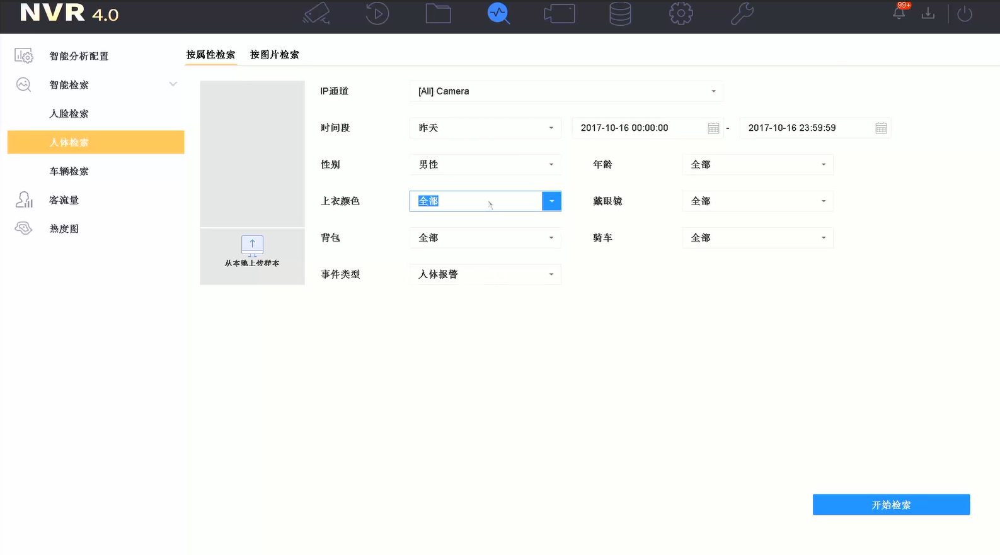 NVR 4.0
99+
智能分析配置
智能检索
人脸检索
人体检索
车辆检索
客流量
热度图
按属性检索 按图片检索
从本地上传样本
IP通道 [All] Camera
时间段 昨天 2017-10-16 00:00:00 - 2017-10-16 23:59:59
性别 男性 年龄 全部
上衣颜色 全部 戴眼镜 全部
背包 全部 骑车 全部
事件类型 人体报警
开始检索